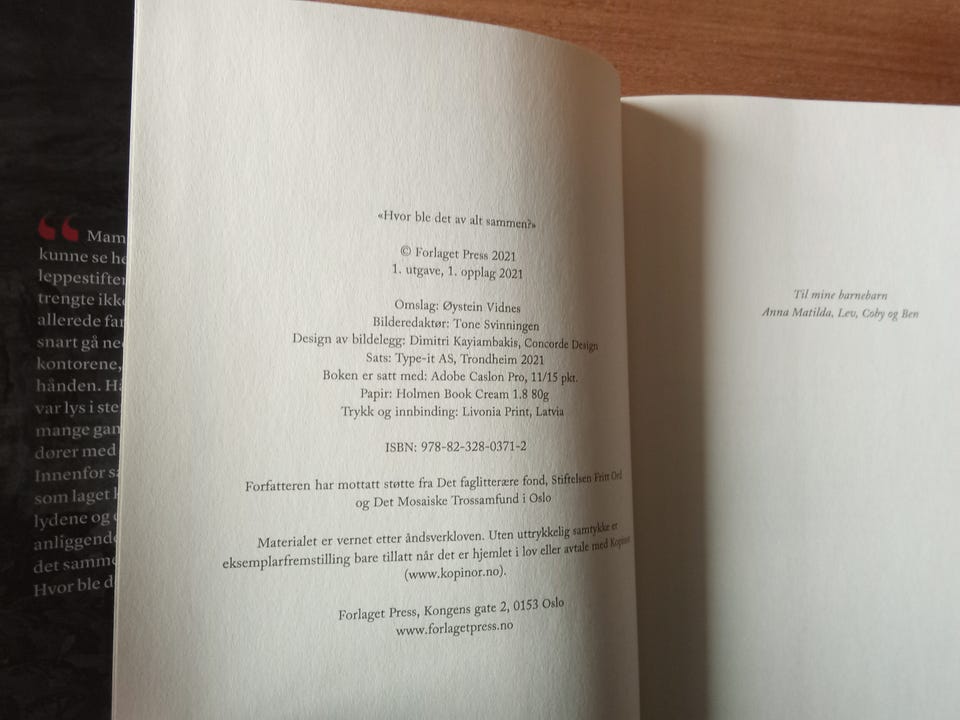 “ Mam
kunne se he
leppestifter
trengte ikke
allerede far
snart gå ne
kontorene,
hånden. H
var lys i ste
mange gan
dører med
Innenfor s
som laget
lydene og
anliggend
det samme
Hvor ble d
«Hvor ble det av alt sammen?»
© Forlaget Press 2021
1. utgave, 1. opplag 2021
Omslag: Øystein Vidnes
Bilderedaktør: Tone Svinningen
Design av bildelegg: Dimitri Kayiambakis, Concorde Design
Sats: Type-it AS, Trondheim 2021
Boken er satt med: Adobe Caslon Pro, 11/15 pkt.
Papir: Holmen Book Cream 1.8 80g
Trykk og innbinding: Livonia Print, Latvia
ISBN: 978-82-328-0371-2
Forfatteren har mottatt støtte fra Det faglitterære fond, Stiftelsen Fritt Ord
og Det Mosaiske Trossamfund i Oslo
Materialet er vernet etter åndsverkloven. Uten uttrykkelig samtykke er
eksemplarfremstilling bare tillatt når det er hjemlet i lov eller avtale med Kopinor
(www.kopinor.no).
Forlaget Press, Kongens gate 2, 0153 Oslo
www.forlagetpress.no
Til mine barnebarn
Anna Matilda, Lev, Coby og Ben